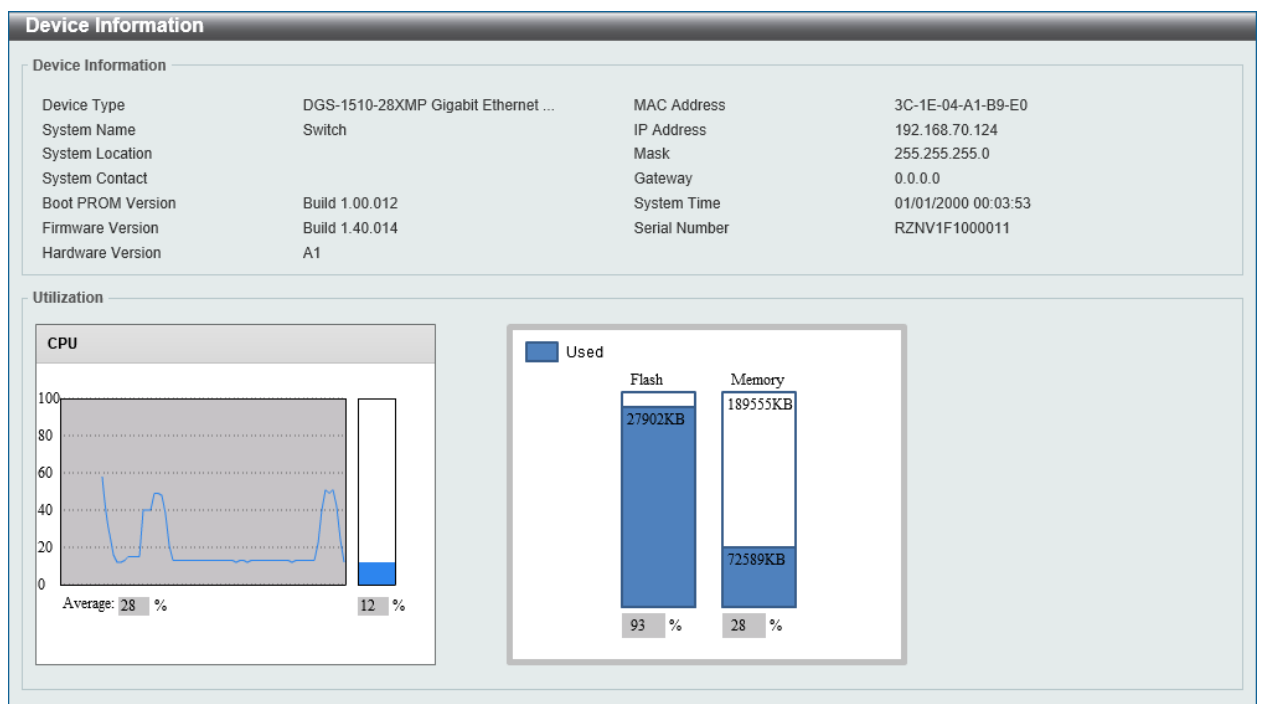 Device Information
Device Information
Device Type DGS-1510-28XMP Gigabit Ethernet ... MAC Address 3C-1E-04-A1-B9-E0
System Name Switch IP Address 192.168.70.124
System Location Mask 255.255.255.0
System Contact Gateway 0.0.0.0
Boot PROM Version Build 1.00.012 System Time 01/01/2000 00:03:53
Firmware Version Build 1.40.014 Serial Number RZNV1F1000011
Hardware Version A1
Utilization
CPU
100
80
60
40
20
0
Average: 28 % 12 %
Used
Flash Memory
27902KB 189555KB
72589KB
93 % 28 %